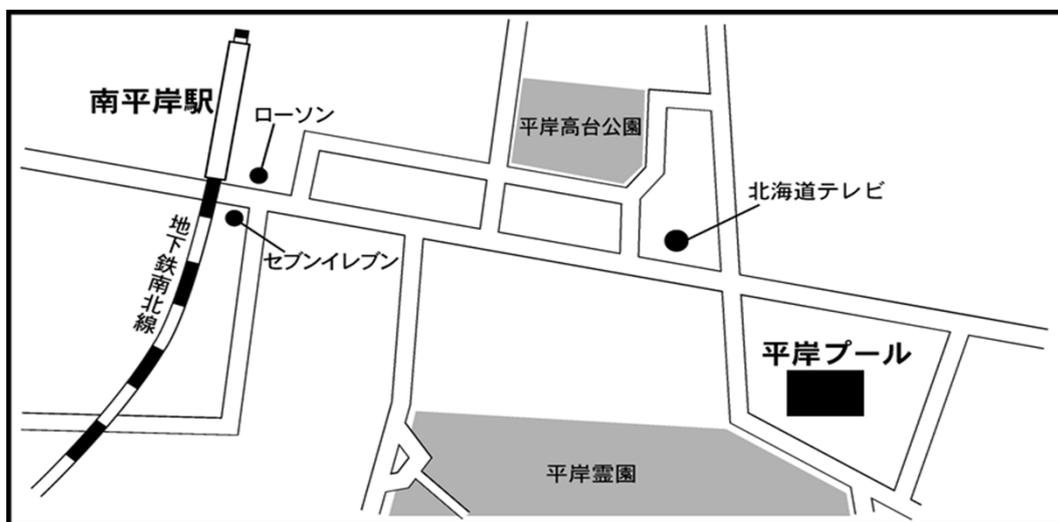 南平岸駅
ローソン
平岸高台公園
北海道テレビ
セブンイレブン
地下鉄南北線
平岸プール
平岸霊園